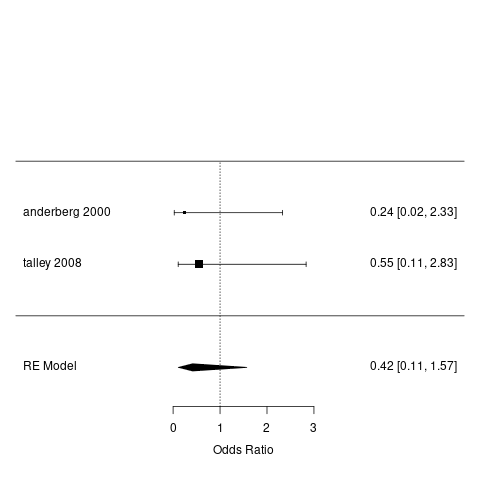 anderberg 2000 0.24 [0.02, 2.33]
talley 2008 0.55 [0.11, 2.83]
RE Model 0.42 [0.11, 1.57]
0 1 2 3
Odds Ratio